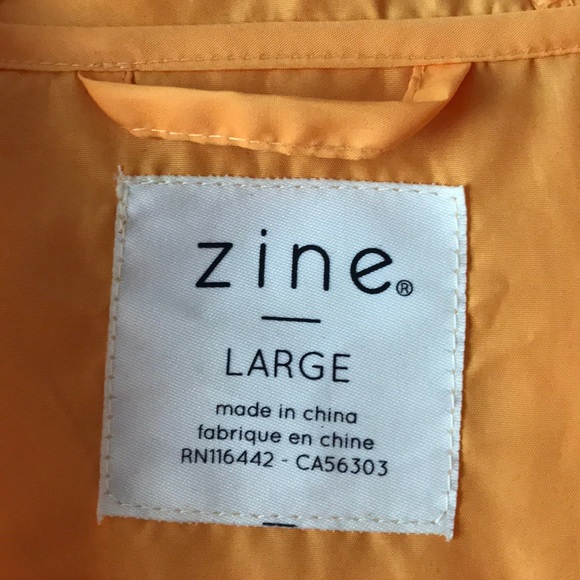 zine®
LARGE
made in china
fabrique en chine
RN116442 - CA56303